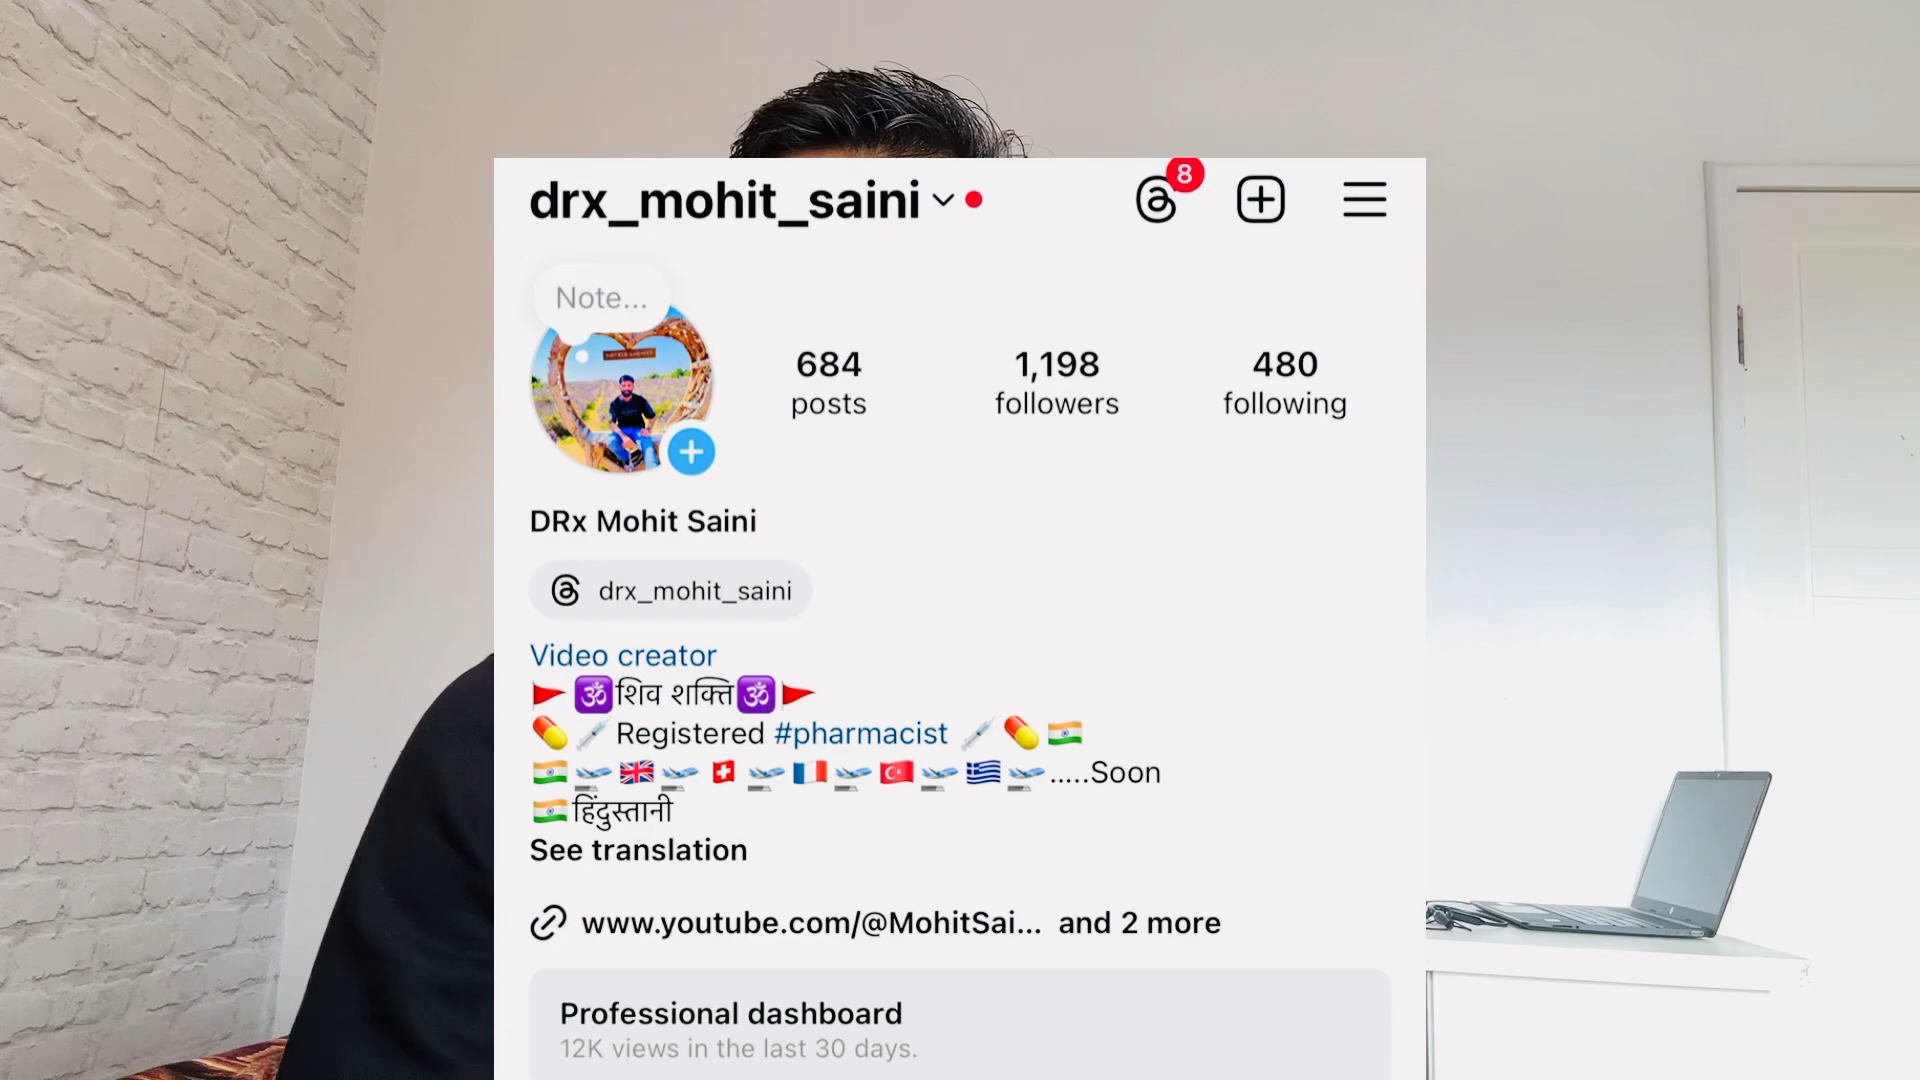 drx_mohit_saini
8
Note...
684 posts
1,198 followers
480 following
DRx Mohit Saini
drx_mohit_saini
Video creator
🚩🕉️शिव शक्ति🕉️🚩
💊💉Registered #pharmacist 💉💊🇮🇳
🇮🇳🛫🇬🇧🛫🇨🇭🛫🇫🇷🛫🇹🇷🛫🇬🇷🛫.....Soon
🇮🇳हिंदुस्तानी
See translation
www.youtube.com/@MohitSai... and 2 more
Professional dashboard
12K views in the last 30 days.